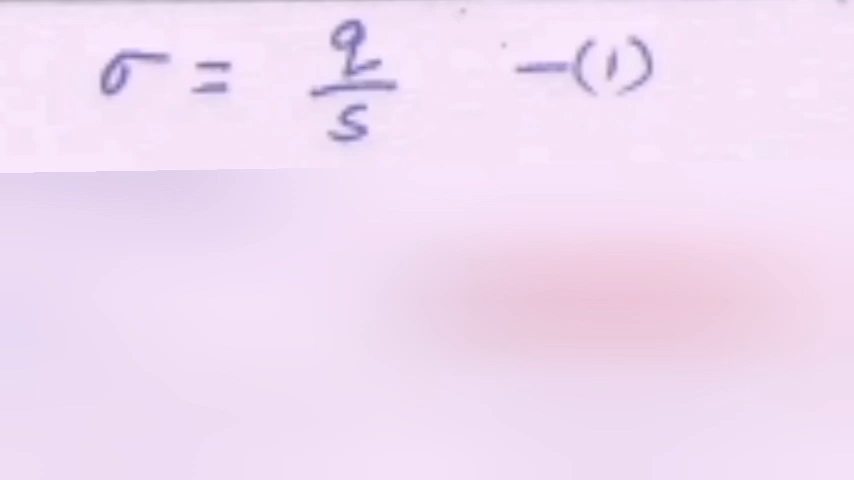 σ = q/s —(1)